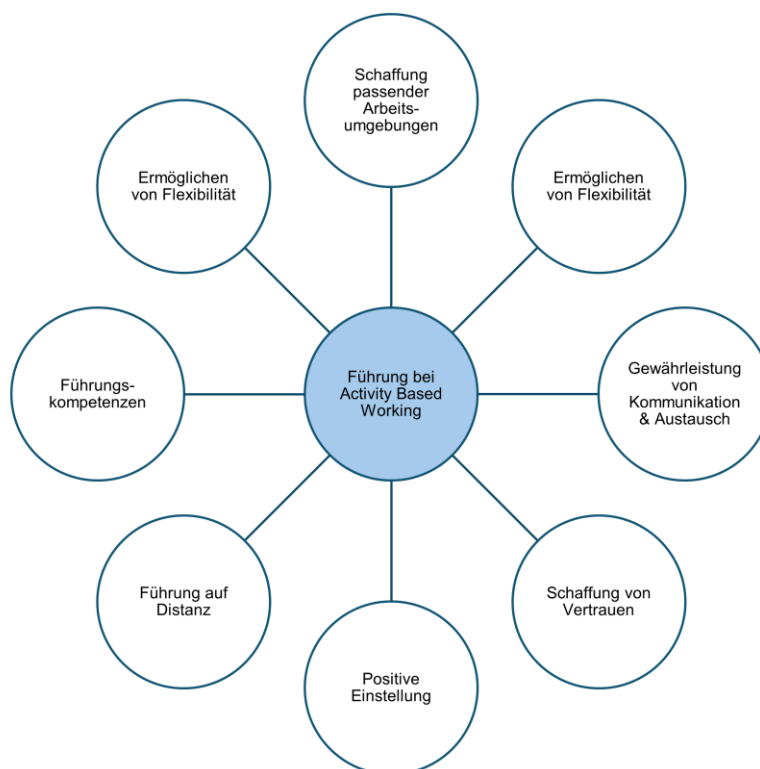 Schaffung
passender
Arbeits-
umgebungen
Ermöglichen
von Flexibilität
Ermöglichen
von Flexibilität
Führungs-
kompetenzen
Führung bei
Activity Based
Working
Gewährleistung
von
Kommunikation
& Austausch
Führung auf
Distanz
Schaffung von
Vertrauen
Positive
Einstellung